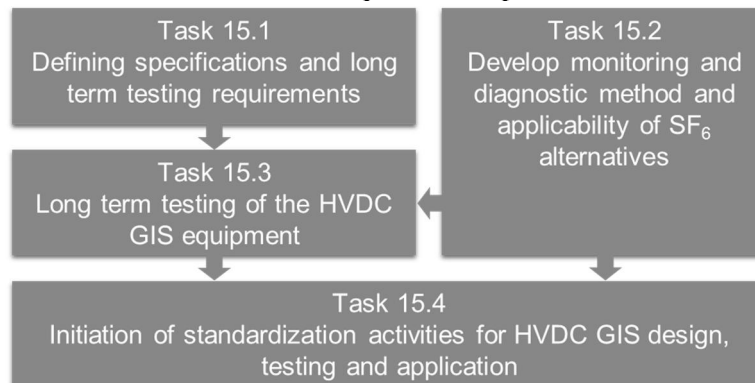 Task 15.1
Defining specifications and long
term testing requirements
Task 15.2
Develop monitoring and
diagnostic method and
applicability of SF₆
alternatives
Task 15.3
Long term testing of the HVDC
GIS equipment
Task 15.4
Initiation of standardization activities for HVDC GIS design,
testing and application